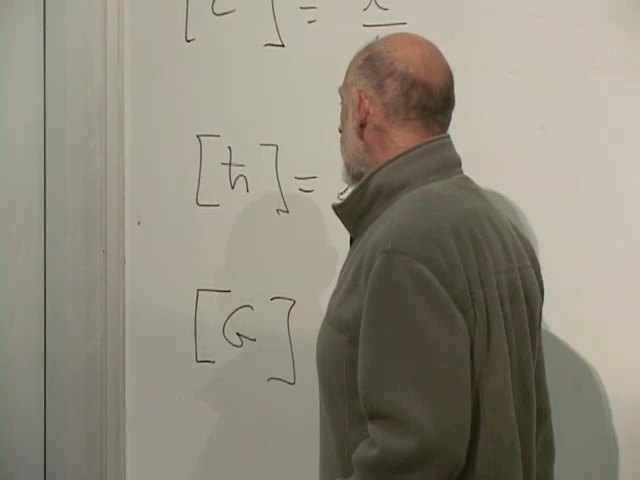 [c] = 
[ħ] =
[G]